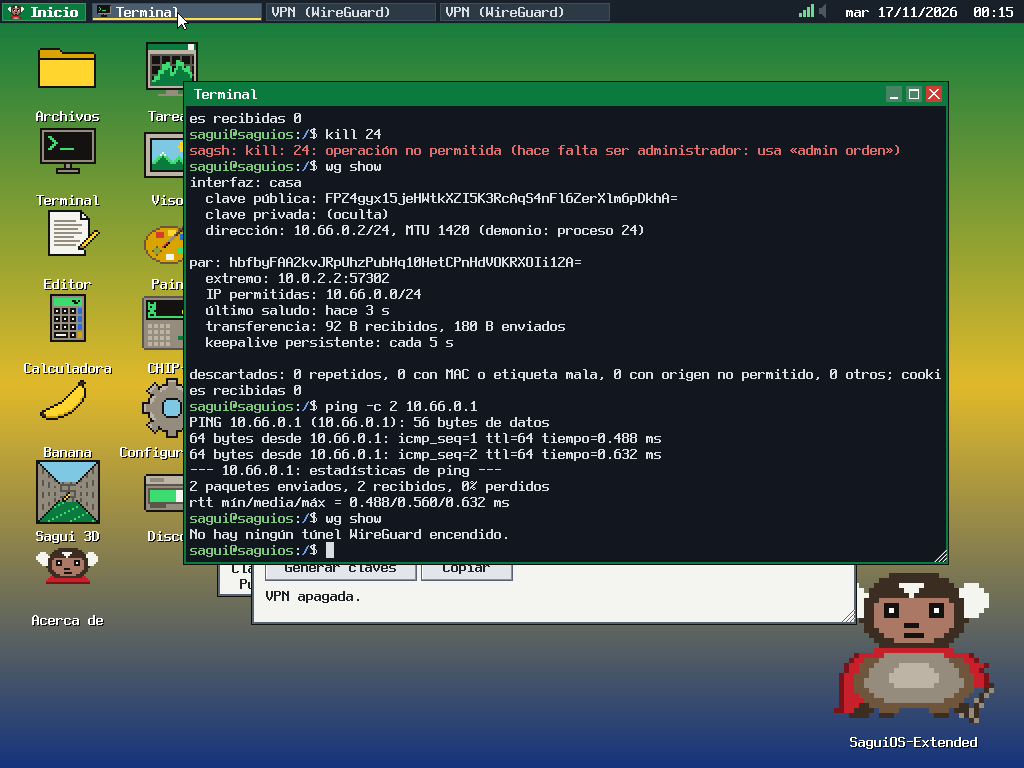 Inicio
Terminal
VPN (WireGuard)
VPN (WireGuard)
mar 17/11/2026 00:15
Archivos
Tarea
Terminal
Viso
Editor
Pain
Calculadora
CHIP-
Banana
Configur
Sagui 3D
Disco
Acerca de
Terminal
es recibidas 0
sagui@saguios:/$ kill 24
sagsh: kill: 24: operación no permitida (hace falta ser administrador: usa «admin orden»)
sagui@saguios:/$ wg show
interfaz: casa
clave pública: FPZ4gyx15jeHWtkXZI5K3RcAqS4nFl6ZerXlm6pDkhA=
clave privada: (oculta)
dirección: 10.66.0.2/24, MTU 1420 (demonio: proceso 24)
par: hbfbyFAA2kvJRpUhzPubHq10HetCPnHdVOKRXOIi12A=
extremo: 10.0.2.2:57302
IP permitidas: 10.66.0.0/24
último saludo: hace 3 s
transferencia: 92 B recibidos, 180 B enviados
keepalive persistente: cada 5 s
descartados: 0 repetidos, 0 con MAC o etiqueta mala, 0 con origen no permitido, 0 otros; cooki
es recibidas 0
sagui@saguios:/$ ping -c 2 10.66.0.1
PING 10.66.0.1 (10.66.0.1): 56 bytes de datos
64 bytes desde 10.66.0.1: icmp_seq=1 ttl=64 tiempo=0.488 ms
64 bytes desde 10.66.0.1: icmp_seq=2 ttl=64 tiempo=0.632 ms
--- 10.66.0.1: estadísticas de ping ---
2 paquetes enviados, 2 recibidos, 0% perdidos
rtt mín/media/máx = 0.488/0.560/0.632 ms
sagui@saguios:/$ wg show
No hay ningún túnel WireGuard encendido.
sagui@saguios:/$
Cla
Pu
Generar claves
Copiar
VPN apagada.
SaguiOS-Extended